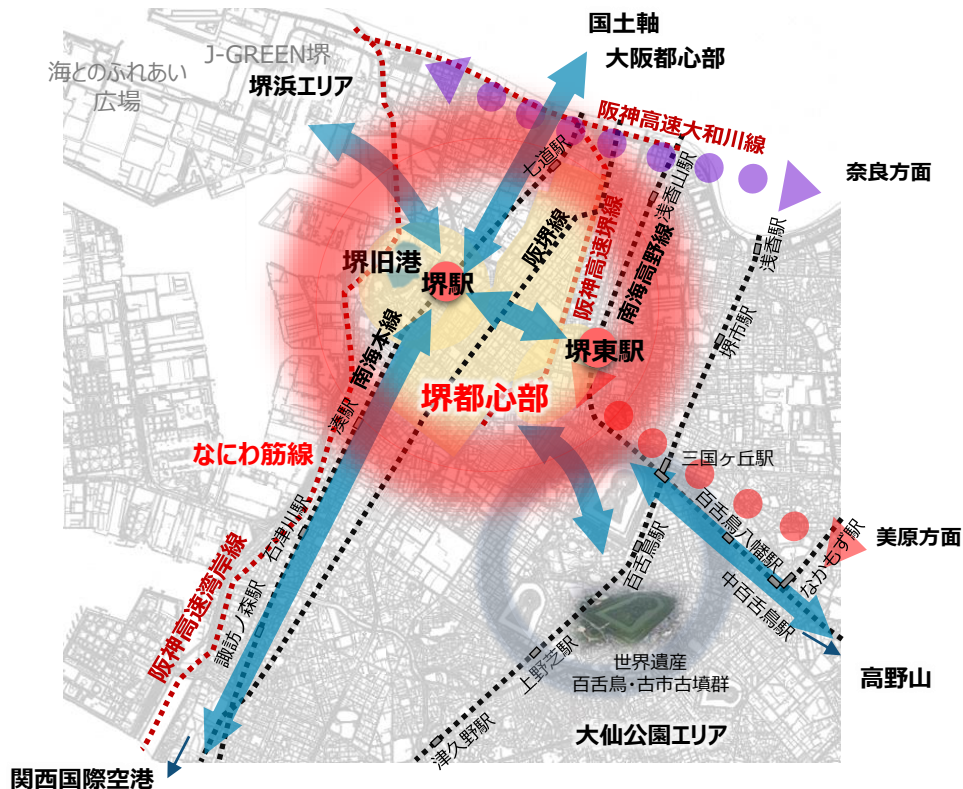 国土軸
大阪都心部
J-GREEN堺
海とのふれあい
広場
堺浜エリア
阪神高速大和川線
奈良方面
七道駅
浅香山駅
浅香駅
阪堺線
阪神高速堺線
南海高野線
堺市駅
堺旧港
堺駅
堺東駅
南海本線
堺都心部
湊駅
なにわ筋線
三国ケ丘駅
百舌鳥八幡駅
なかもず駅
美原方面
石津川駅
百舌鳥駅
中百舌鳥駅
阪神高速湾岸線
諏訪ノ森駅
上野芝駅
世界遺産
百舌鳥・古市古墳群
高野山
津久野駅
大仙公園エリア
関西国際空港